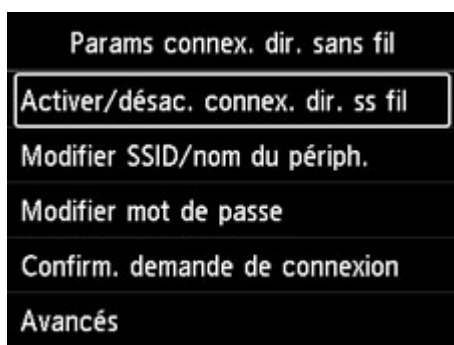 Params connex. dir. sans fil
Activer/désac. connex. dir. ss fil
Modifier SSID/nom du périph.
Modifier mot de passe
Confirm. demande de connexion
Avancés